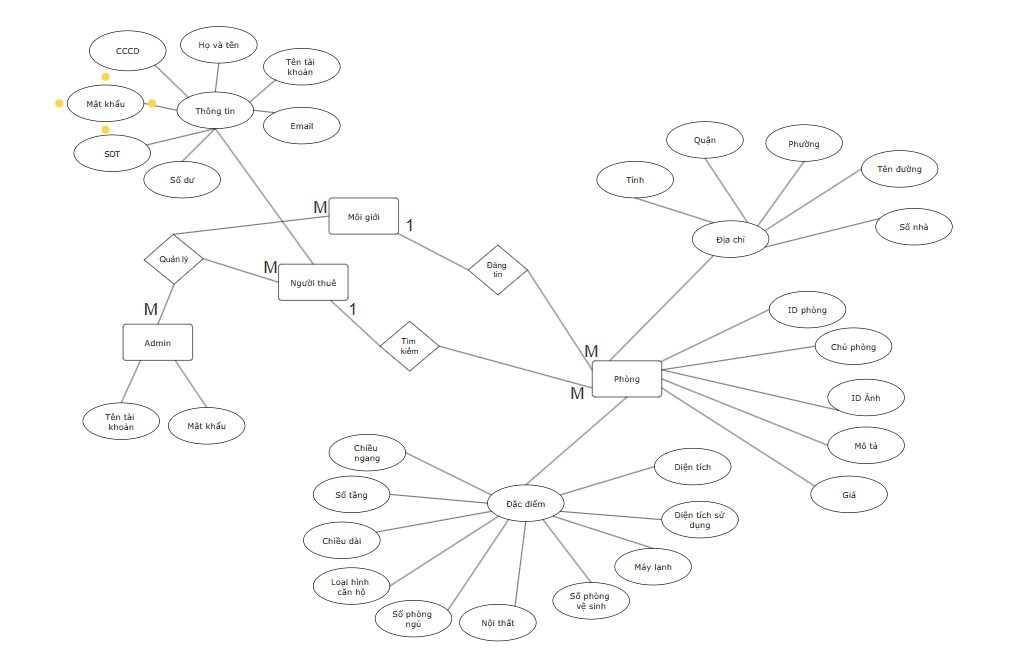 CCCD
Họ và tên
Tên tài
khoản
Mật khẩu
Thông tin
Email
SDT
Số dư
Quận
Phường
Tỉnh
Tên đường
Số nhà
Địa chỉ
M
Môi giới
1
Quản lý
M
Người thuê
1
Đăng
tin
M
Admin
Tìm
kiếm
M
Phòng
M
ID phòng
Chủ phòng
ID Ảnh
Mô tả
Giá
Tên tài
khoản
Mật khẩu
Chiều
ngang
Số tầng
Đặc điểm
Diện tích
Diện tích sử
dụng
Chiều dài
Máy lạnh
Loại hình
căn hộ
Số phòng
vệ sinh
Số phòng
ngủ
Nội thất